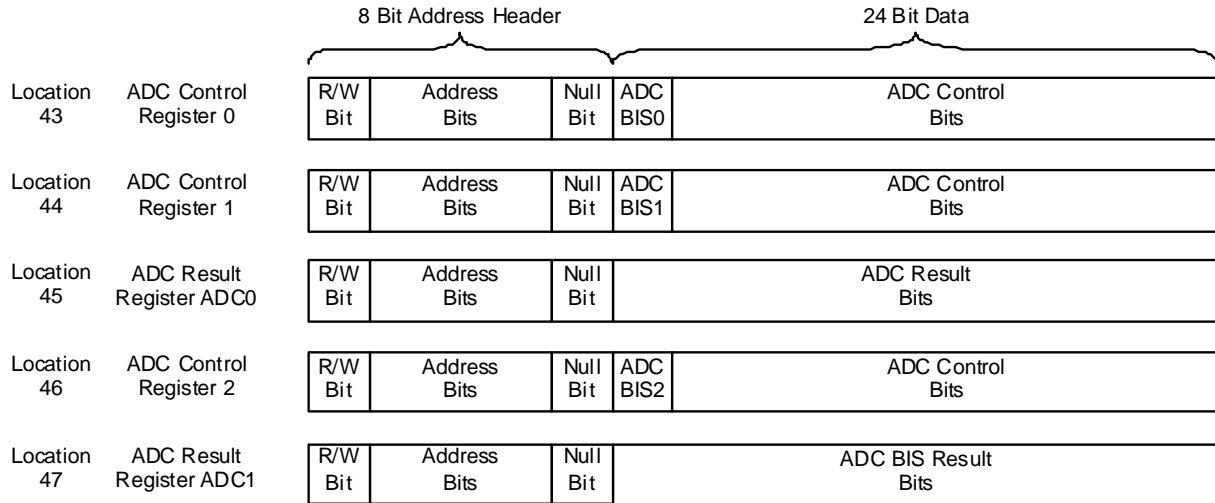 8 Bit Address Header 24 Bit Data
Location ADC Control R/W Address Null ADC ADC Control
43 Register 0 Bit Bits Bit BIS0 Bits
Location ADC Control R/W Address Null ADC ADC Control
44 Register 1 Bit Bits Bit BIS1 Bits
Location ADC Result R/W Address Null ADC Result
45 Register ADC0 Bit Bits Bit Bits
Location ADC Control R/W Address Null ADC ADC Control
46 Register 2 Bit Bits Bit BIS2 Bits
Location ADC Result R/W Address Null ADC BIS Result
47 Register ADC1 Bit Bits Bit Bits